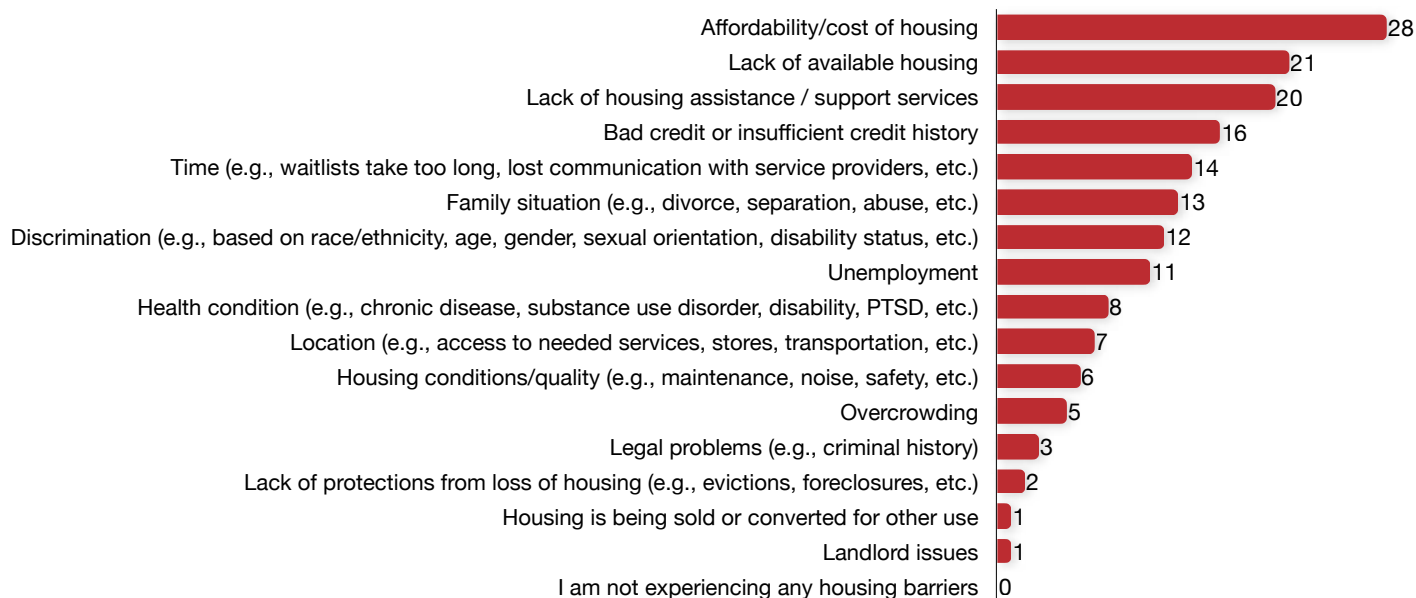 Affordability/cost of housing 28
Lack of available housing 21
Lack of housing assistance / support services 20
Bad credit or insufficient credit history 16
Time (e.g., waitlists take too long, lost communication with service providers, etc.) 14
Family situation (e.g., divorce, separation, abuse, etc.) 13
Discrimination (e.g., based on race/ethnicity, age, gender, sexual orientation, disability status, etc.) 12
Unemployment 11
Health condition (e.g., chronic disease, substance use disorder, disability, PTSD, etc.) 8
Location (e.g., access to needed services, stores, transportation, etc.) 7
Housing conditions/quality (e.g., maintenance, noise, safety, etc.) 6
Overcrowding 5
Legal problems (e.g., criminal history) 3
Lack of protections from loss of housing (e.g., evictions, foreclosures, etc.) 2
Housing is being sold or converted for other use 1
Landlord issues 1
I am not experiencing any housing barriers 0